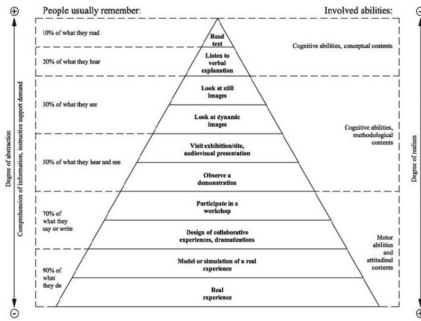 People usually remember:
Involved abilities:
10% of what they read
20% of what they hear
30% of what they see
50% of what they hear and see
70% of
what they
say or write
90% of
what
they do
Read
text
Listen to
verbal
explanation
Look at still
images
Look at dynamic
images
Visit exhibition/site,
audiovisual presentation
Observe a
demonstration
Participate in a
workshop
Design of collaborative
experiences, dramatizations
Model or simulation of a real
experience
Real
experience
Cognitive abilities, conceptual contents
Cognitive abilities,
methodological
contents
Motor
abilities
and
attitudinal
contents
Degree of abstraction
Comprehension of information, instructive support demand
Degree of realism